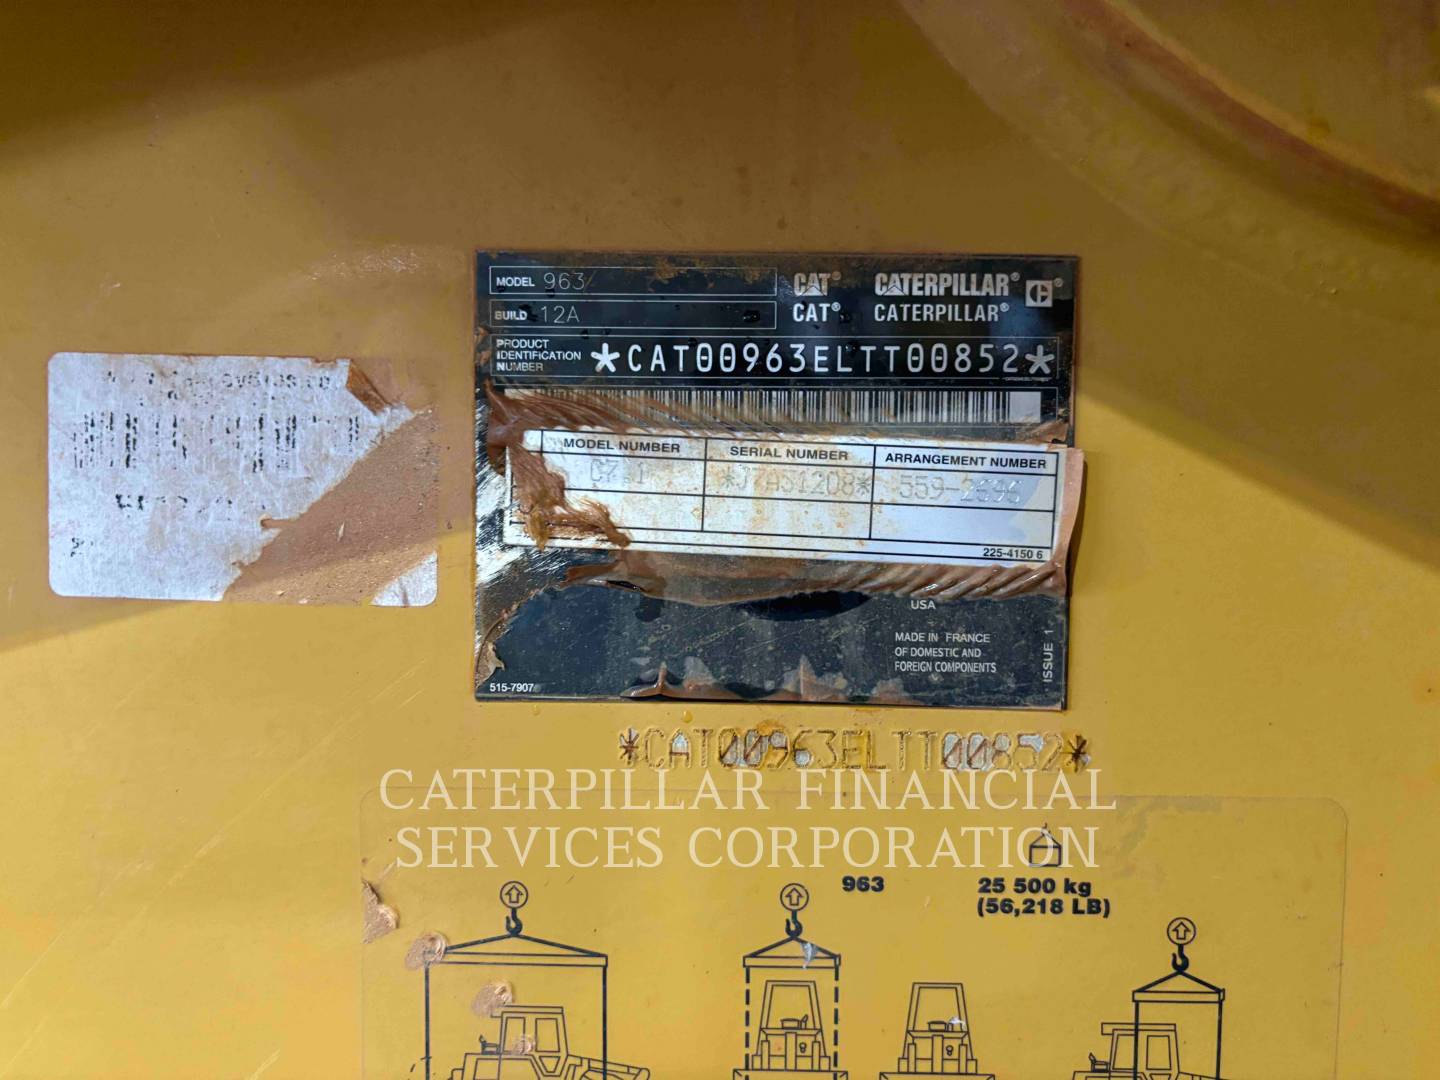 MODEL 963
BUILD 12A
CAT® CATERPILLAR®
CAT® CATERPILLAR®
PRODUCT
IDENTIFICATION
NUMBER
*CAT00963ELTT00852*
MODEL NUMBER SERIAL NUMBER ARRANGEMENT NUMBER
225-4150 6
USA
MADE IN FRANCE
OF DOMESTIC AND
FOREIGN COMPONENTS
ISSUE 1
515-7907
*CAT00963ELTT00852*
CATERPILLAR FINANCIAL
SERVICES CORPORATION
963
25 500 kg
(56,218 LB)